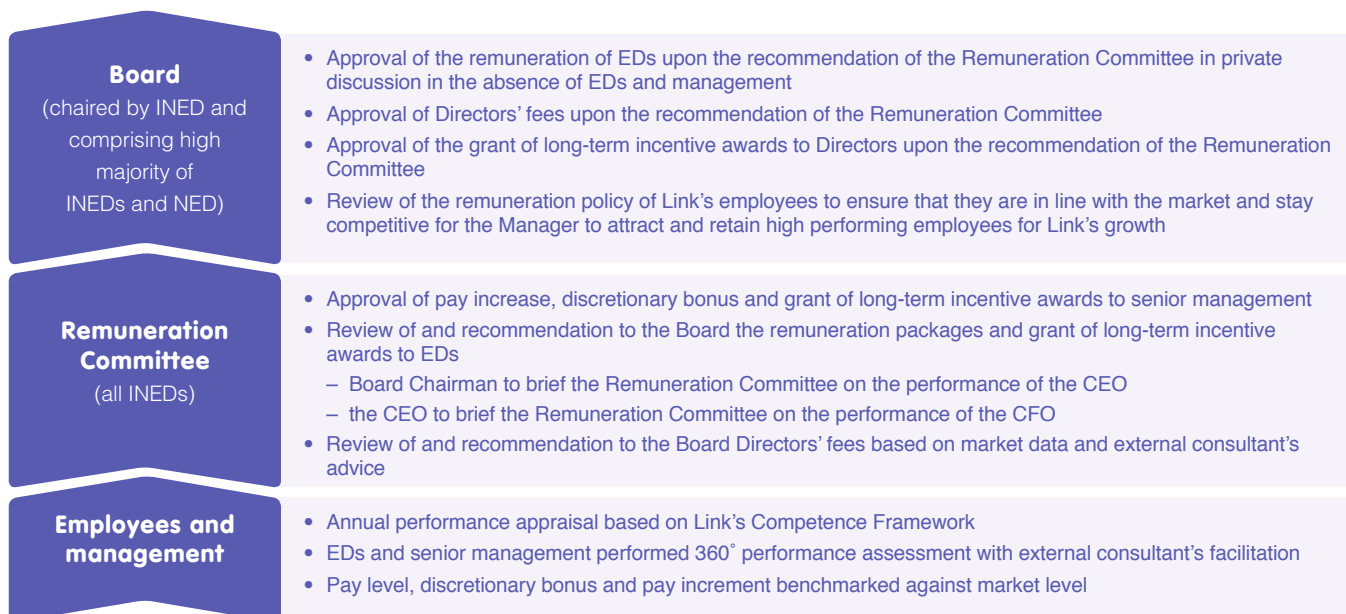 Board
(chaired by INED and
comprising high
majority of
INEDs and NED)
• Approval of the remuneration of EDs upon the recommendation of the Remuneration Committee in private
discussion in the absence of EDs and management
• Approval of Directors’ fees upon the recommendation of the Remuneration Committee
• Approval of the grant of long-term incentive awards to Directors upon the recommendation of the Remuneration
Committee
• Review of the remuneration policy of Link’s employees to ensure that they are in line with the market and stay
competitive for the Manager to attract and retain high performing employees for Link’s growth
Remuneration
Committee
(all INEDs)
• Approval of pay increase, discretionary bonus and grant of long-term incentive awards to senior management
• Review of and recommendation to the Board the remuneration packages and grant of long-term incentive
awards to EDs
– Board Chairman to brief the Remuneration Committee on the performance of the CEO
– the CEO to brief the Remuneration Committee on the performance of the CFO
• Review of and recommendation to the Board Directors’ fees based on market data and external consultant’s
advice
Employees and
management
• Annual performance appraisal based on Link’s Competence Framework
• EDs and senior management performed 360˚ performance assessment with external consultant’s facilitation
• Pay level, discretionary bonus and pay increment benchmarked against market level